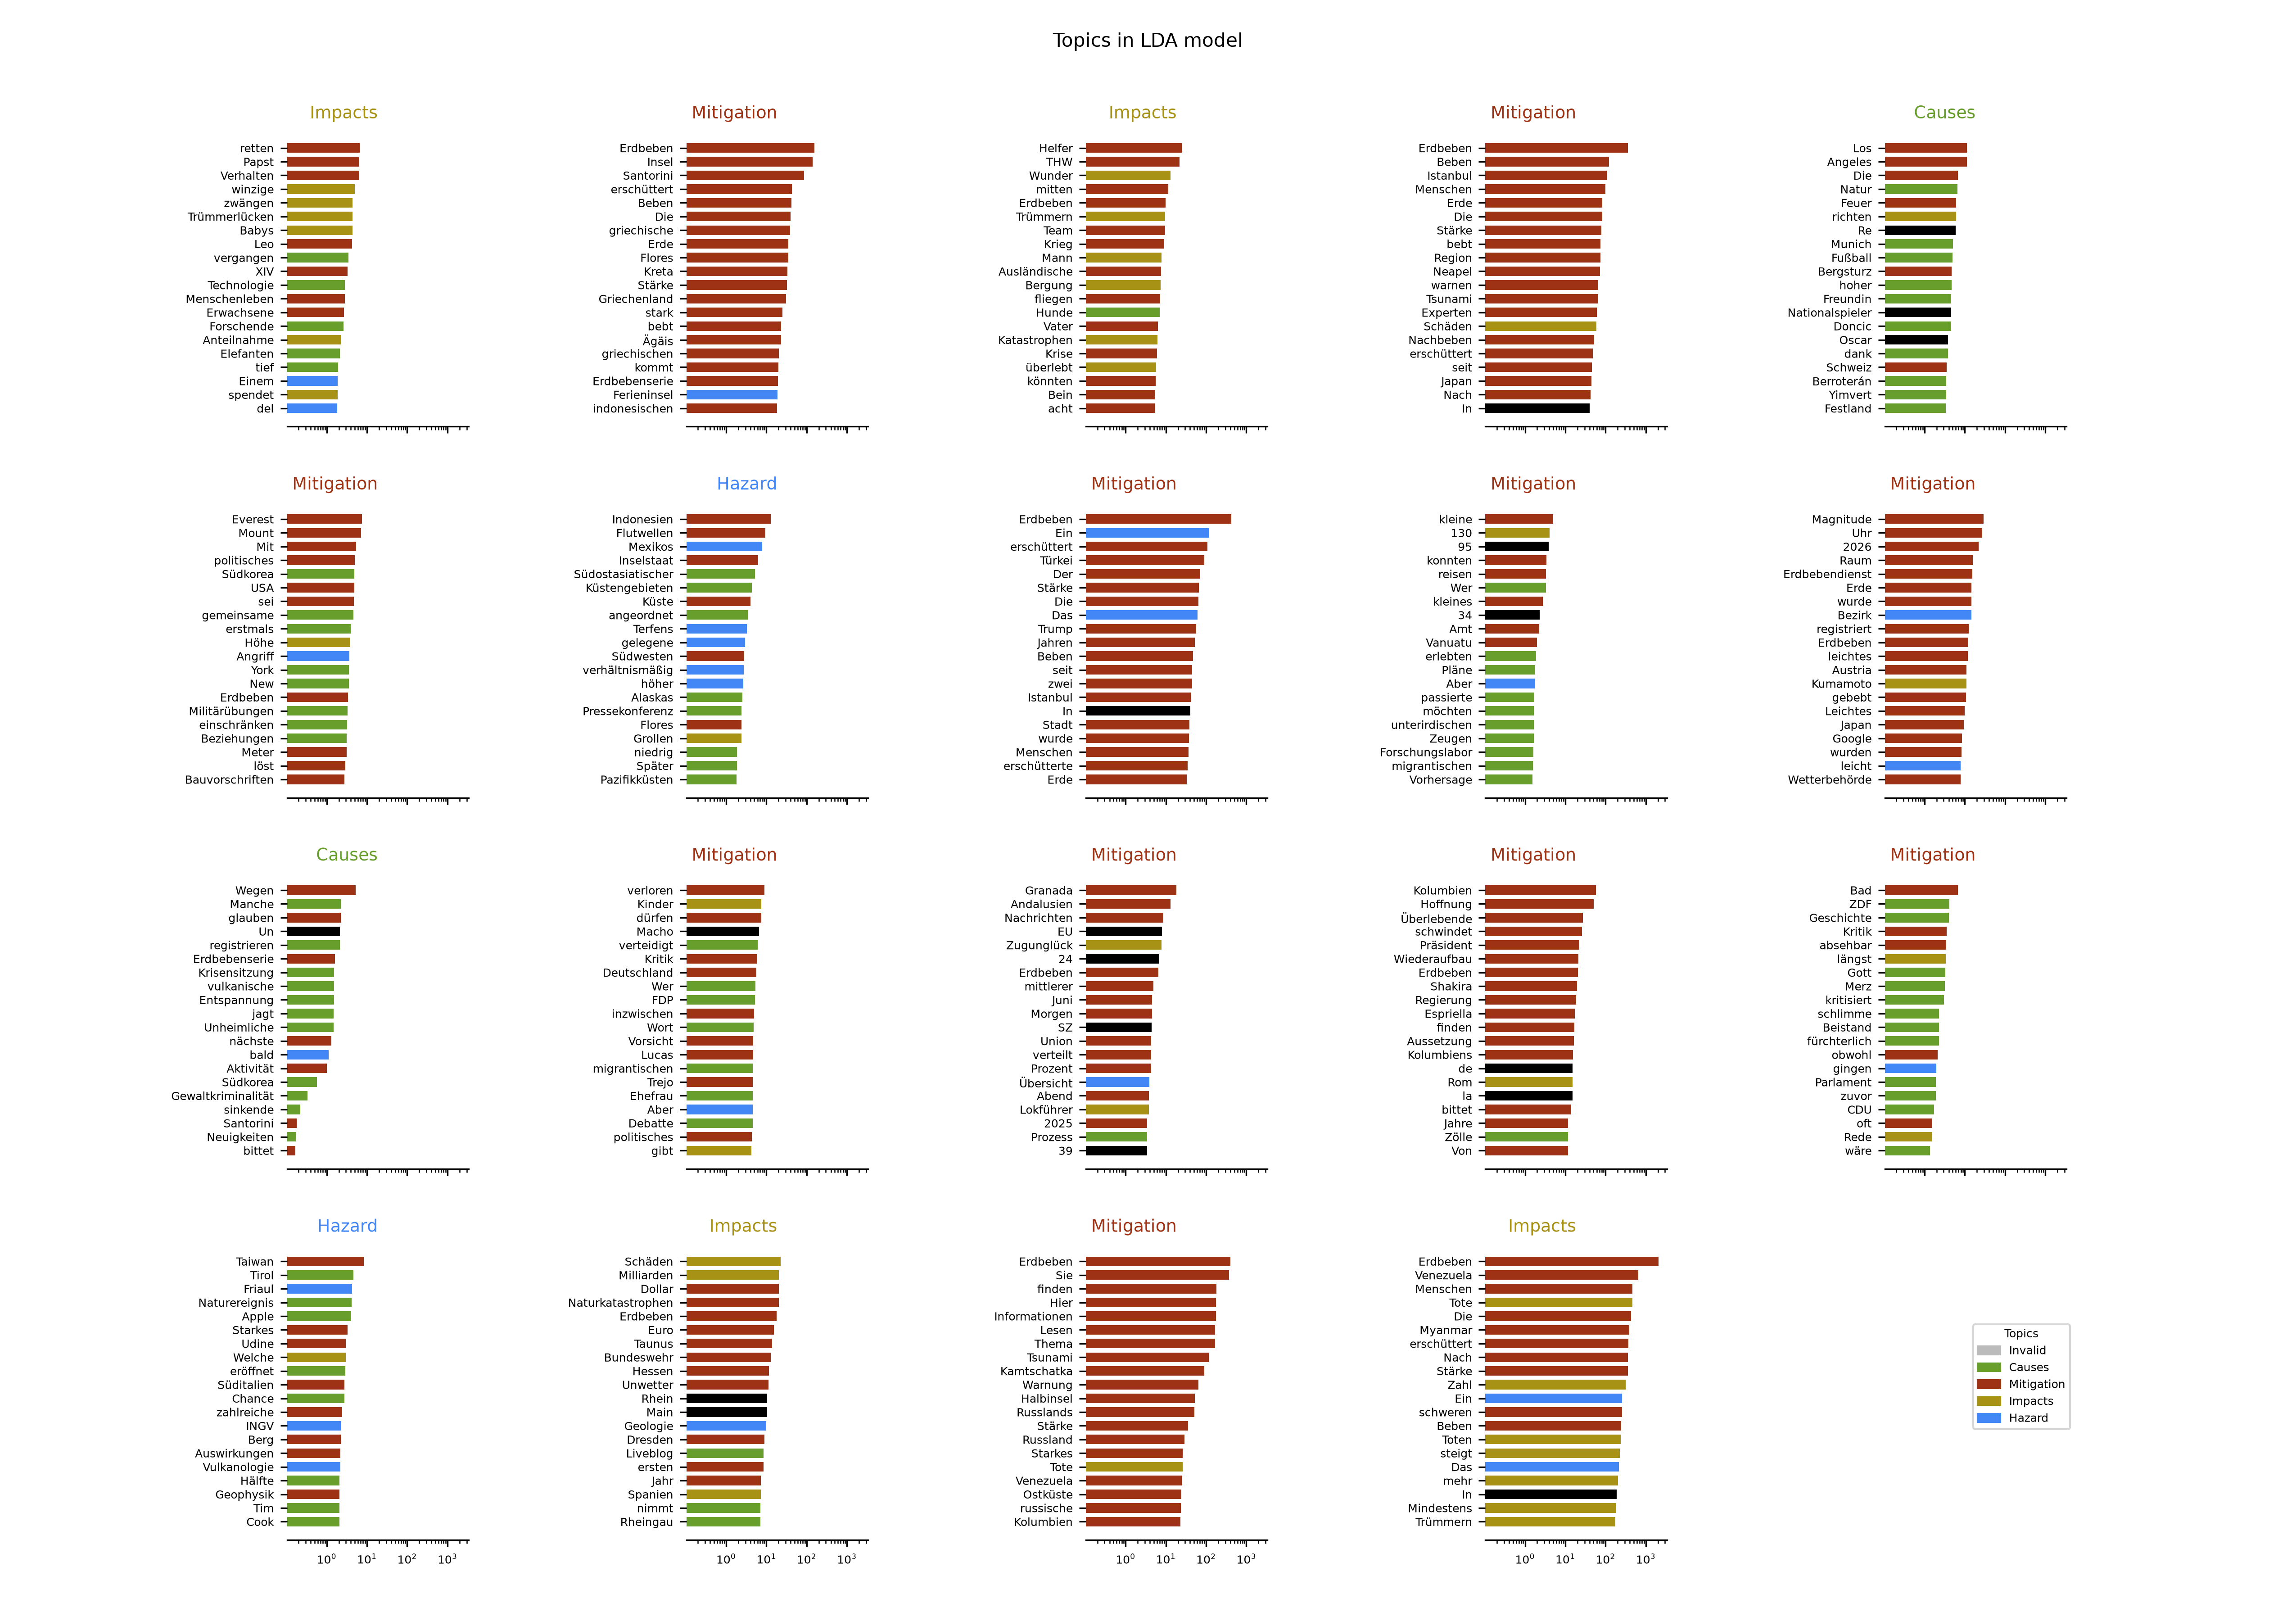 Topics in LDA model
Impacts
retten
Papst
Verhalten
winzige
zwängen
Trümmerlücken
Babys
Leo
vergangen
XIV
Technologie
Menschenleben
Erwachsene
Forschende
Anteilnahme
Elefanten
tief
Einem
spendet
del
Mitigation
Erdbeben
Insel
Santorini
erschüttert
Beben
Die
griechische
Erde
Flores
Kreta
Stärke
Griechenland
stark
bebt
Ägäis
griechischen
kommt
Erdbebenserie
Ferieninsel
indonesischen
Impacts
Helfer
THW
Wunder
mitten
Erdbeben
Trümmern
Team
Krieg
Mann
Ausländische
Bergung
fliegen
Hunde
Vater
Katastrophen
Krise
überlebt
könnten
Bein
acht
Mitigation
Erdbeben
Beben
Istanbul
Menschen
Erde
Die
Stärke
bebt
Region
Neapel
warnen
Tsunami
Experten
Schäden
Nachbeben
erschüttert
seit
Japan
Nach
In
Causes
Los
Angeles
Die
Natur
Feuer
richten
Re
Munich
Fußball
Bergsturz
hoher
Freundin
Nationalspieler
Doncic
Oscar
dank
Schweiz
Berroterán
Yimvert
Festland
Mitigation
Everest
Mount
Mit
politisches
Südkorea
USA
sei
gemeinsame
erstmals
Höhe
Angriff
York
New
Erdbeben
Militärübungen
einschränken
Beziehungen
Meter
löst
Bauvorschriften
Hazard
Indonesien
Flutwellen
Mexikos
Inselstaat
Südostasiatischer
Küstengebieten
Küste
angeordnet
Terfens
gelegene
Südwesten
verhältnismäßig
höher
Alaskas
Pressekonferenz
Flores
Grollen
niedrig
Später
Pazifikküsten
Mitigation
Erdbeben
Ein
erschüttert
Türkei
Der
Stärke
Die
Das
Trump
Jahren
Beben
seit
zwei
Istanbul
In
Stadt
wurde
Menschen
erschütterte
Erde
Mitigation
kleine
130
95
konnten
reisen
Wer
kleines
34
Amt
Vanuatu
erlebten
Pläne
Aber
passierte
möchten
unterirdischen
Zeugen
Forschungslabor
migrantischen
Vorhersage
Mitigation
Magnitude
Uhr
2026
Raum
Erdbebendienst
Erde
wurde
Bezirk
registriert
Erdbeben
leichtes
Austria
Kumamoto
gebebt
Leichtes
Japan
Google
wurden
leicht
Wetterbehörde
Causes
Wegen
Manche
glauben
Un
registrieren
Erdbebenserie
Krisensitzung
vulkanische
Entspannung
jagt
Unheimliche
nächste
bald
Aktivität
Südkorea
Gewaltkriminalität
sinkende
Santorini
Neuigkeiten
bittet
Mitigation
verloren
Kinder
dürfen
Macho
verteidigt
Kritik
Deutschland
Wer
FDP
inzwischen
Wort
Vorsicht
Lucas
migrantischen
Trejo
Ehefrau
Aber
Debatte
politisches
gibt
Mitigation
Granada
Andalusien
Nachrichten
EU
Zugunglück
24
Erdbeben
mittlerer
Juni
Morgen
SZ
Union
verteilt
Prozent
Übersicht
Abend
Lokführer
2025
Prozess
39
Mitigation
Kolumbien
Hoffnung
Überlebende
schwindet
Präsident
Wiederaufbau
Erdbeben
Shakira
Regierung
Espriella
finden
Aussetzung
Kolumbiens
de
Rom
la
bittet
Jahre
Zölle
Von
Mitigation
Bad
ZDF
Geschichte
Kritik
absehbar
längst
Gott
Merz
kritisiert
schlimme
Beistand
fürchterlich
obwohl
gingen
Parlament
zuvor
CDU
oft
Rede
wäre
Hazard
Taiwan
Tirol
Friaul
Naturereignis
Apple
Starkes
Udine
Welche
eröffnet
Süditalien
Chance
zahlreiche
INGV
Berg
Auswirkungen
Vulkanologie
Hälfte
Geophysik
Tim
Cook
10⁰ 10¹ 10² 10³
Impacts
Schäden
Milliarden
Dollar
Naturkatastrophen
Erdbeben
Euro
Taunus
Bundeswehr
Hessen
Unwetter
Rhein
Main
Geologie
Dresden
Liveblog
ersten
Jahr
Spanien
nimmt
Rheingau
10⁰ 10¹ 10² 10³
Mitigation
Erdbeben
Sie
finden
Hier
Informationen
Lesen
Thema
Tsunami
Kamtschatka
Warnung
Halbinsel
Russlands
Stärke
Russland
Starkes
Tote
Venezuela
Ostküste
russische
Kolumbien
10⁰ 10¹ 10² 10³
Impacts
Erdbeben
Venezuela
Menschen
Tote
Die
Myanmar
erschüttert
Nach
Stärke
Zahl
Ein
schweren
Beben
Toten
steigt
Das
mehr
In
Mindestens
Trümmern
10⁰ 10¹ 10² 10³
Topics
Invalid
Causes
Mitigation
Impacts
Hazard